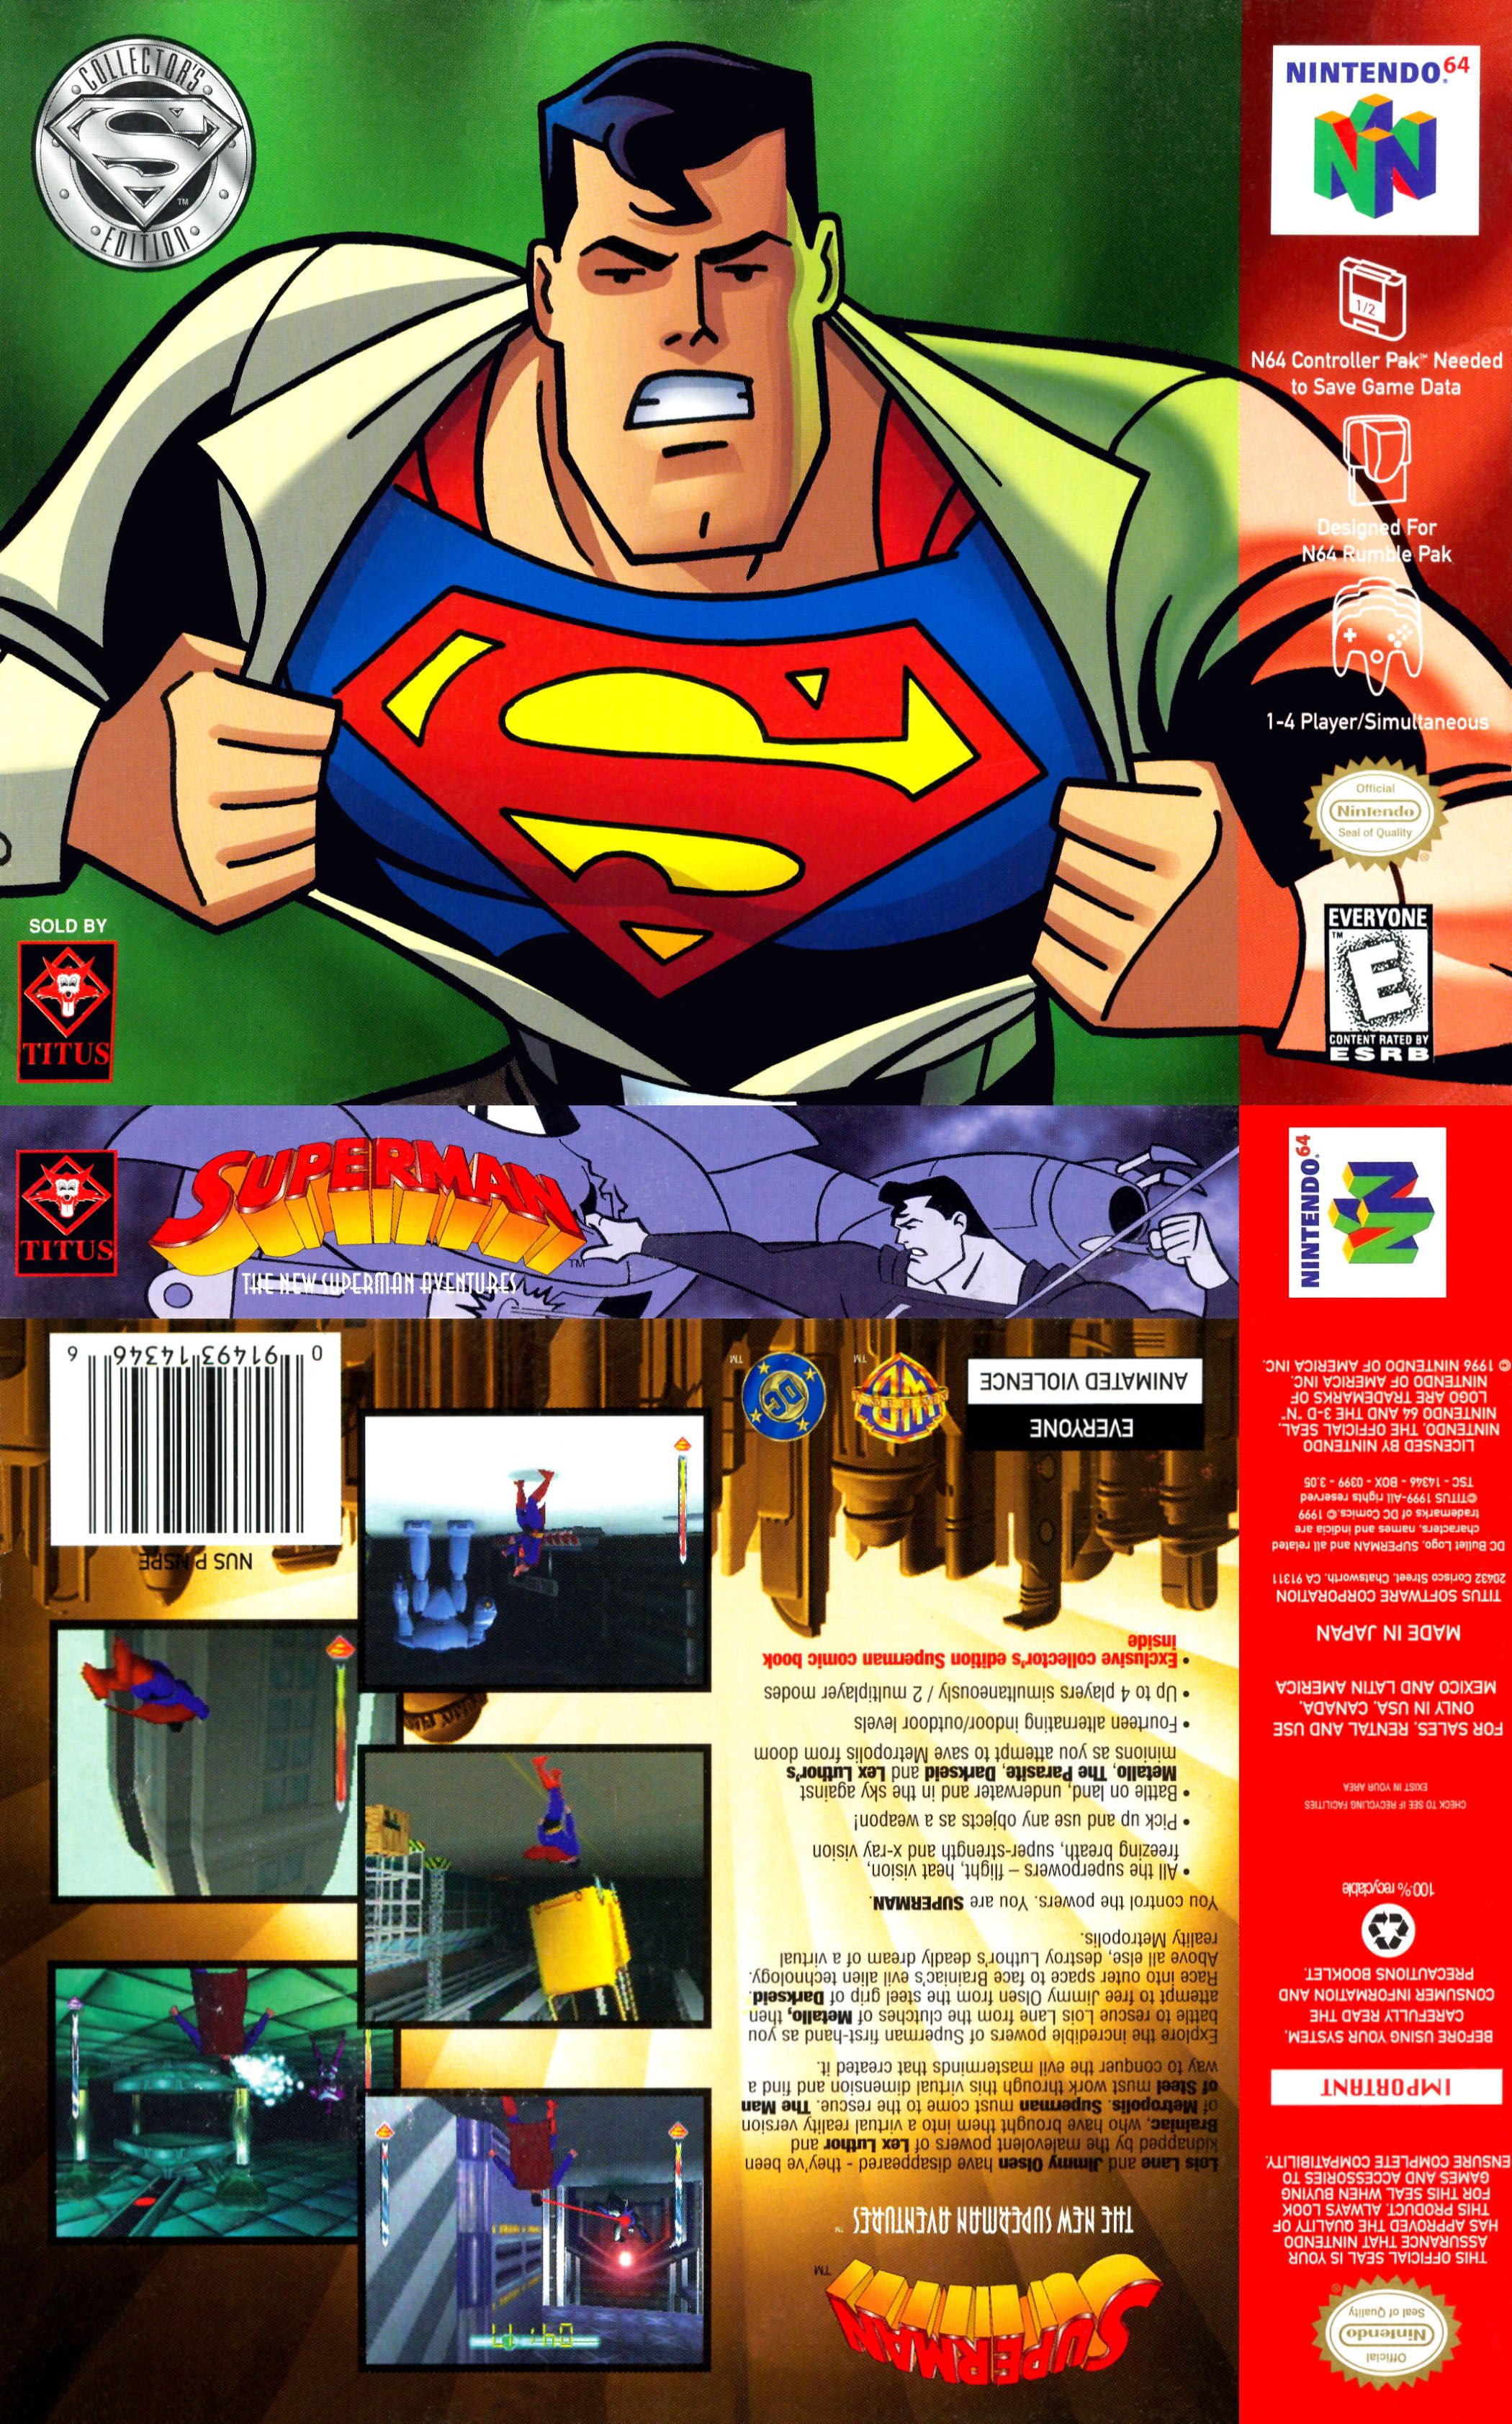 COLLECTOR'S
EDITION
TM
SOLD BY
TITUS
NINTENDO 64
1/2
N64 Controller Pak™ Needed
to Save Game Data
Designed For
N64 Rumble Pak
1-4 Player/Simultaneous
Official
Nintendo
Seal of Quality
EVERYONE
TM
E
CONTENT RATED BY
ESRB
TITUS
SUPERMAN
TM
THE NEW SUPERMAN AVENTURES
NINTENDO 64
SUPERMAN
TM
THE NEW SUPERMAN AVENTURES ™
Lois Lane and Jimmy Olsen have disappeared - they've been
kidnapped by the malevolent powers of Lex Luthor and
Brainiac, who have brought them into a virtual reality version
of Metropolis. Superman must come to the rescue. The Man
of Steel must work through this virtual dimension and find a
way to conquer the evil masterminds that created it.
Explore the incredible powers of Superman first-hand as you
battle to rescue Lois Lane from the clutches of Metallo, then
attempt to free Jimmy Olsen from the steel grip of Darkseid.
Race into outer space to face Brainiac's evil alien technology.
Above all else, destroy Luthor's deadly dream of a virtual
reality Metropolis.
You control the powers. You are SUPERMAN.
• All the superpowers – flight, heat vision,
freezing breath, super-strength and x-ray vision
• Pick up and use any objects as a weapon!
• Battle on land, underwater and in the sky against
Metallo, The Parasite, Darkseid and Lex Luthor's
minions as you attempt to save Metropolis from doom
• Fourteen alternating indoor/outdoor levels
• Up to 4 players simultaneously / 2 multiplayer modes
• Exclusive collector's edition Superman comic book
inside
EVERYONE
ANIMATED VIOLENCE
TM
DC
TM
NUS P NSPE
0 91493 14346 6
Official
Nintendo
Seal of Quality
THIS OFFICIAL SEAL IS YOUR
ASSURANCE THAT NINTENDO
HAS APPROVED THE QUALITY OF
THIS PRODUCT. ALWAYS LOOK
FOR THIS SEAL WHEN BUYING
GAMES AND ACCESSORIES TO
ENSURE COMPLETE COMPATIBILITY.
IMPORTANT
BEFORE USING YOUR SYSTEM,
CAREFULLY READ THE
CONSUMER INFORMATION AND
PRECAUTIONS BOOKLET.
100% recyclable
CHECK TO SEE IF RECYCLING FACILITIES
EXIST IN YOUR AREA
FOR SALES, RENTAL AND USE
ONLY IN USA, CANADA,
MEXICO AND LATIN AMERICA
MADE IN JAPAN
TITUS SOFTWARE CORPORATION
20432 Corisco Street, Chatsworth, CA 91311
DC Bullet Logo, SUPERMAN and all related
characters, names and indicia are
trademarks of DC Comics.© 1999
©TITUS 1999-All rights reserved
TSC - 14346 - BOX - 0399 - 3.05
LICENSED BY NINTENDO
NINTENDO, THE OFFICIAL SEAL,
NINTENDO 64 AND THE 3-D "N"
LOGO ARE TRADEMARKS OF
NINTENDO OF AMERICA INC.
© 1996 NINTENDO OF AMERICA INC.